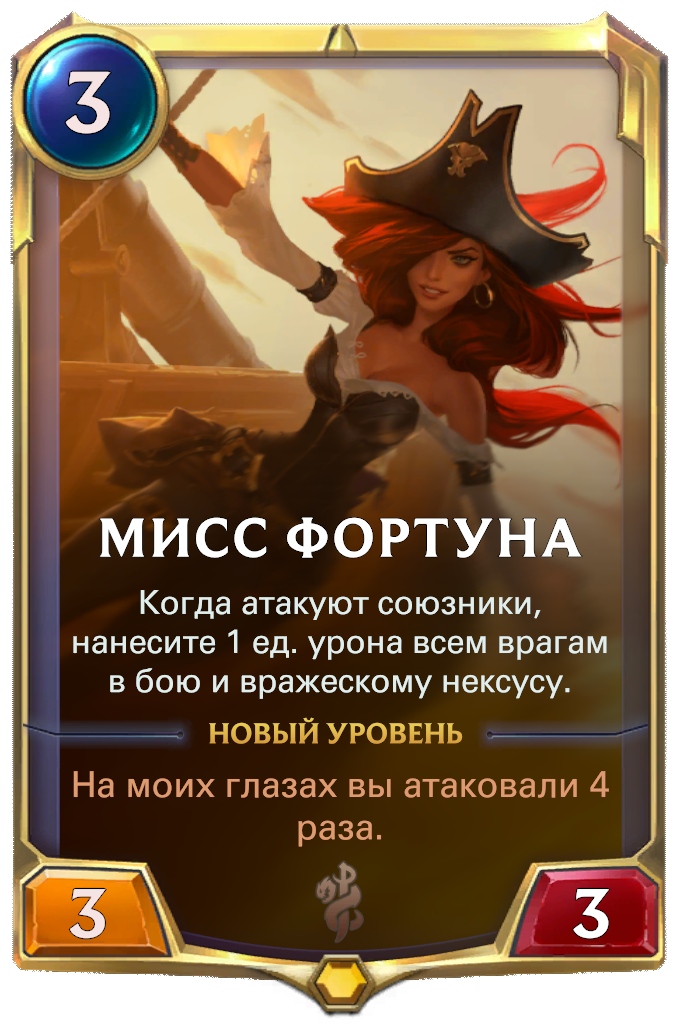 3
МИСС ФОРТУНА
Когда атакуют союзники,
нанесите 1 ед. урона всем врагам
в бою и вражескому нексусу.
НОВЫЙ УРОВЕНЬ
На моих глазах вы атаковали 4
раза.
3
3